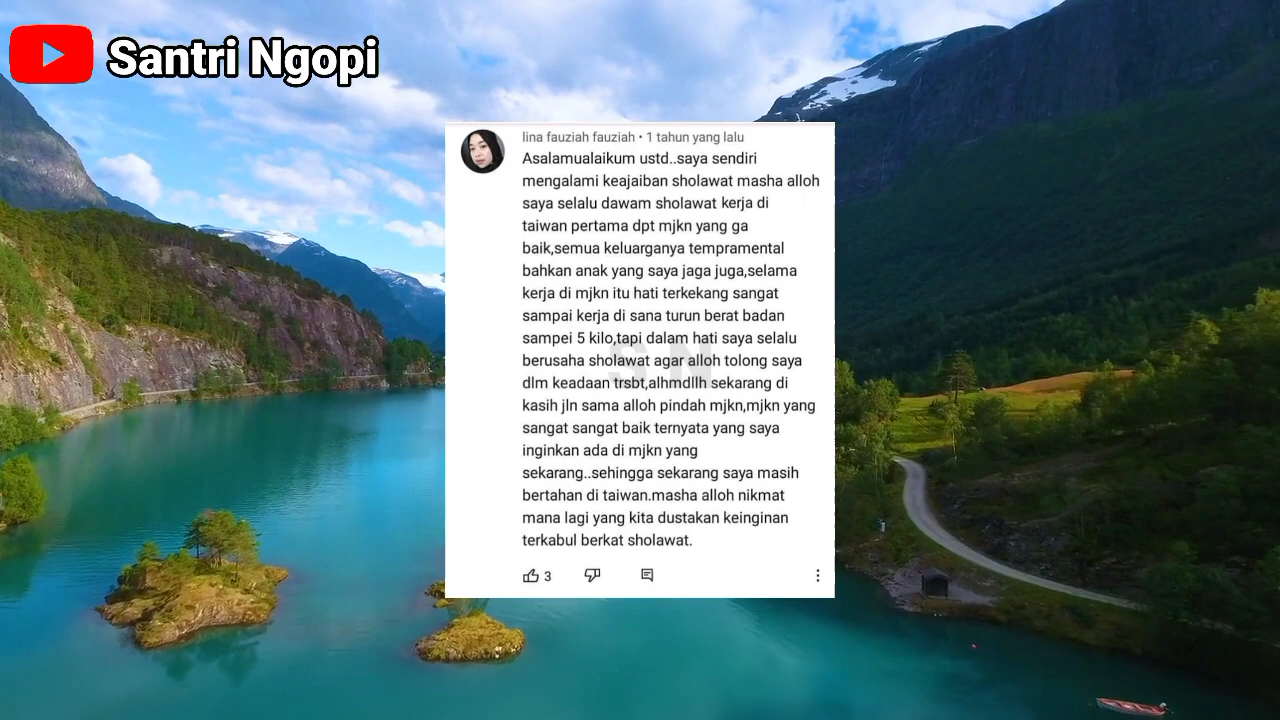 Santri Ngopi
lina fauziah fauziah • 1 tahun yang lalu
Asalamualaikum ustd..saya sendiri
mengalami keajaiban sholawat masha alloh
saya selalu dawam sholawat kerja di
taiwan pertama dpt mjkn yang ga
baik,semua keluarganya tempramental
bahkan anak yang saya jaga juga,selama
kerja di mjkn itu hati terkekang sangat
sampai kerja di sana turun berat badan
sampei 5 kilo,tapi dalam hati saya selalu
berusaha sholawat agar alloh tolong saya
dlm keadaan trsbt,alhmdllh sekarang di
kasih jln sama alloh pindah mjkn,mjkn yang
sangat sangat baik ternyata yang saya
inginkan ada di mjkn yang
sekarang..sehingga sekarang saya masih
bertahan di taiwan.masha alloh nikmat
mana lagi yang kita dustakan keinginan
terkabul berkat sholawat.
3
S N